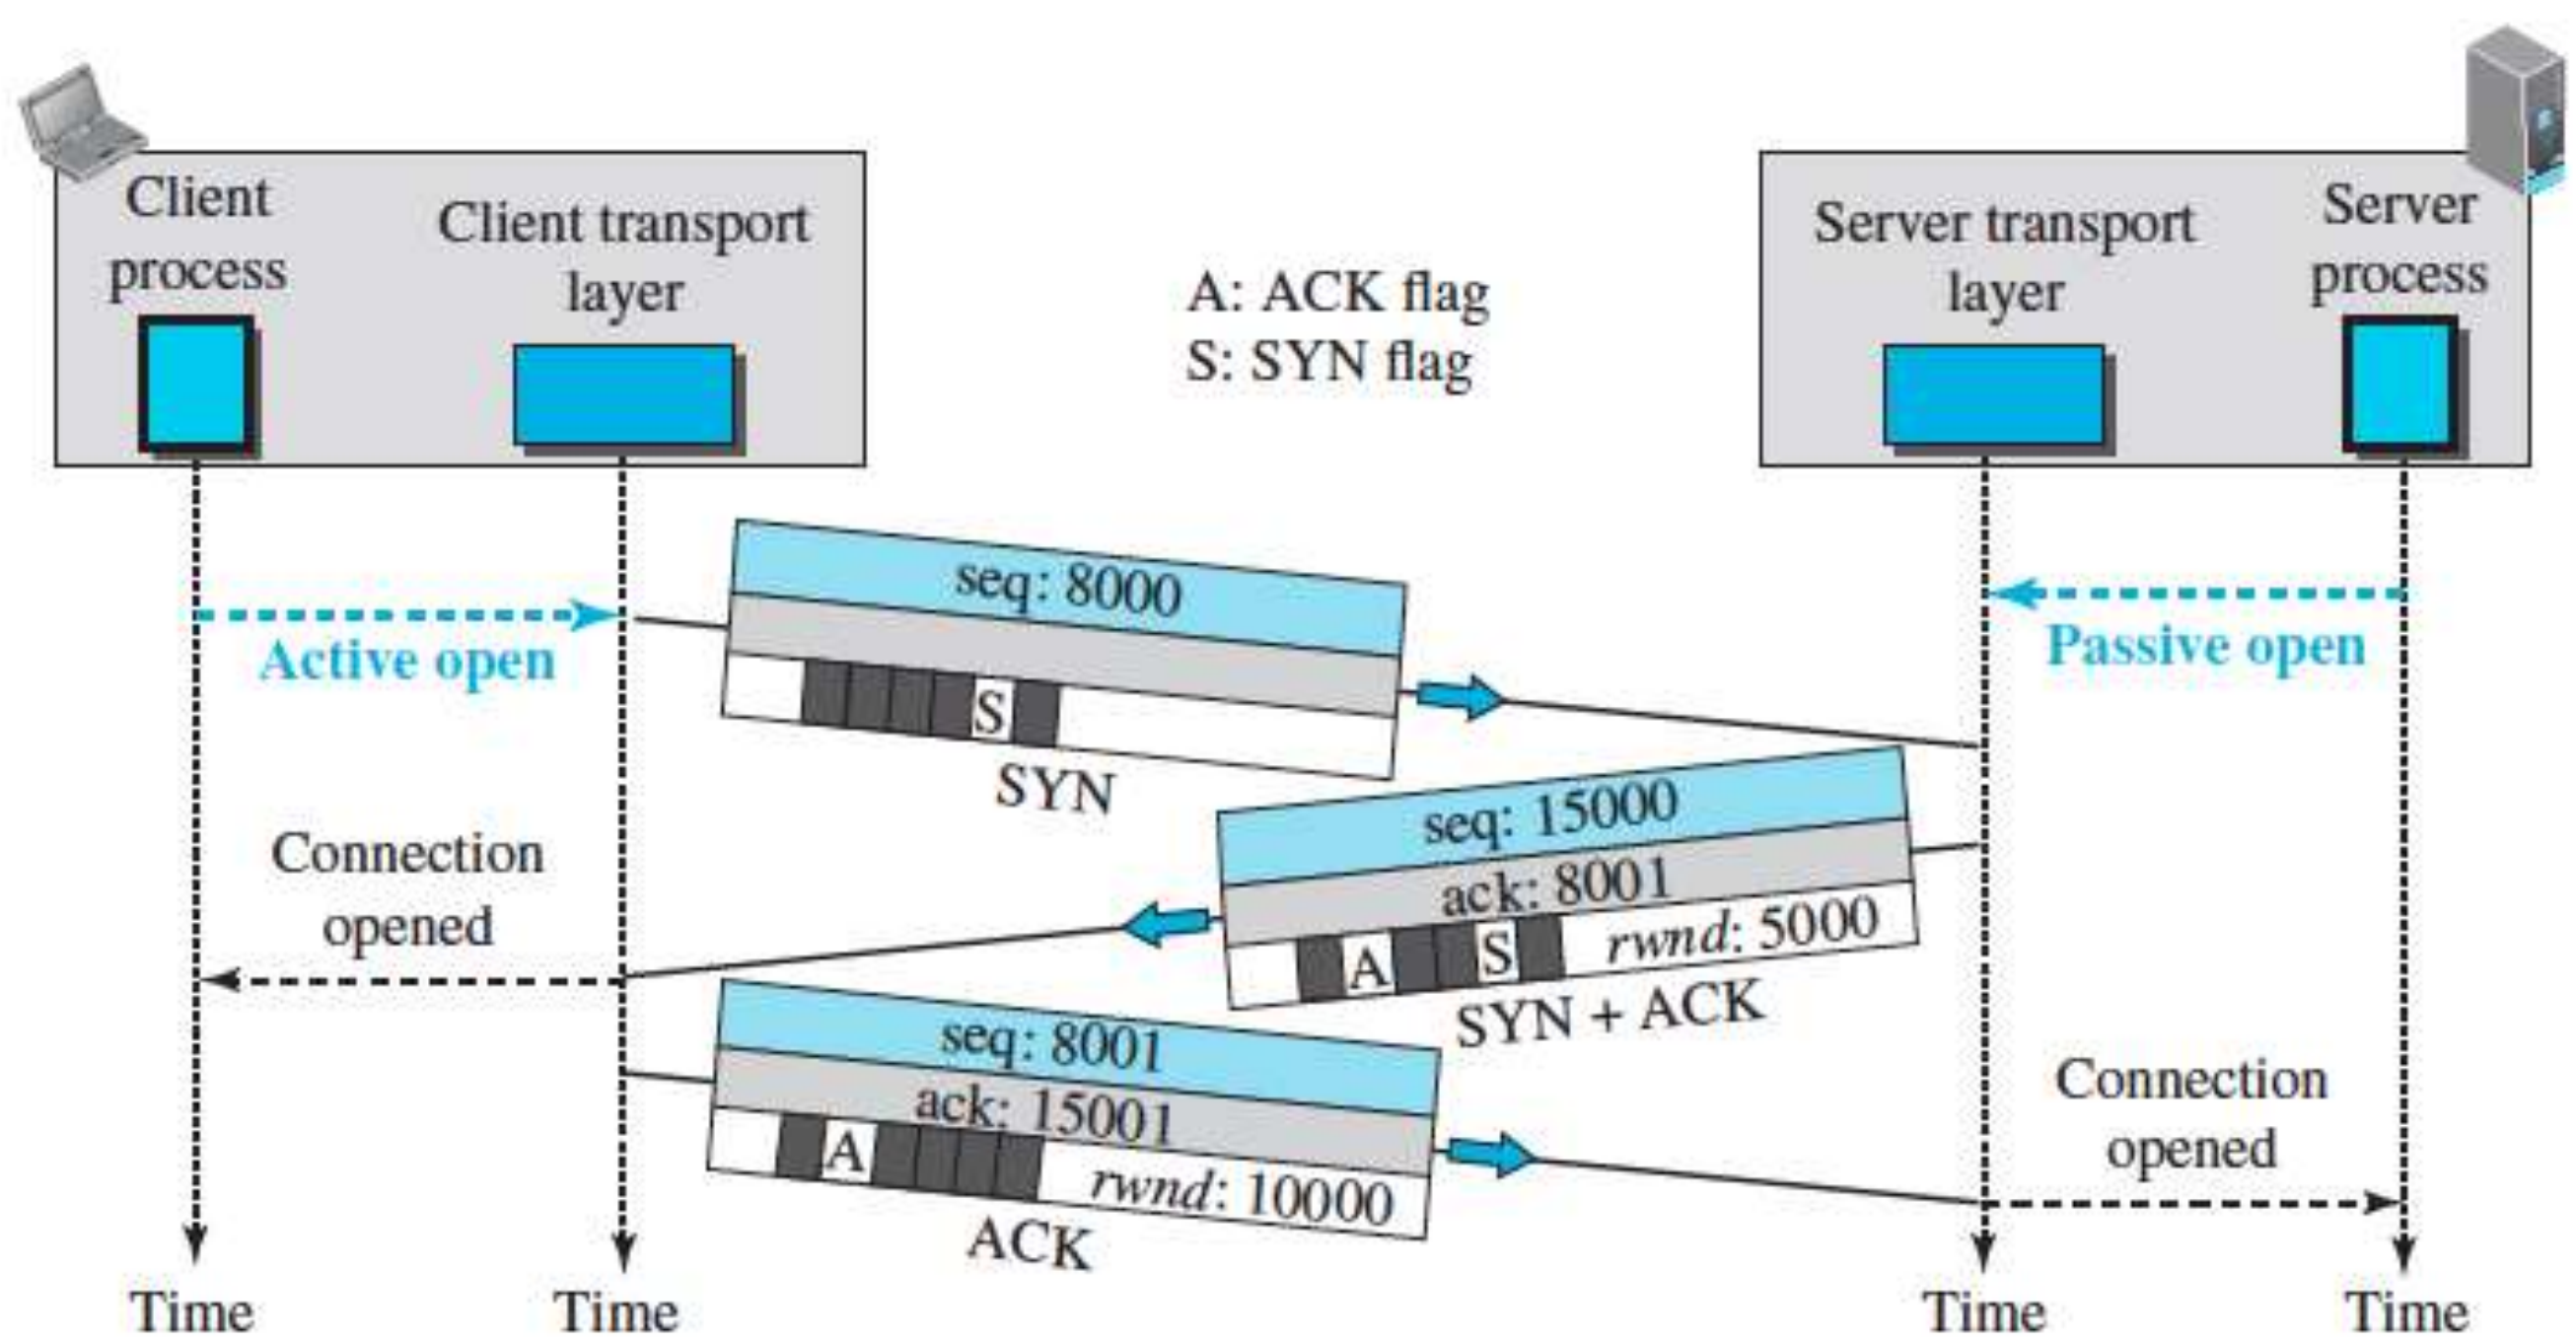 Client
process
Client transport
layer
A: ACK flag
S: SYN flag
Server transport
layer
Server
process
Active open
seq: 8000
S
SYN
Passive open
Connection
opened
seq: 15000
ack: 8001
A S rwnd: 5000
SYN + ACK
seq: 8001
ack: 15001
A rwnd: 10000
ACK
Connection
opened
Time
Time
Time
Time